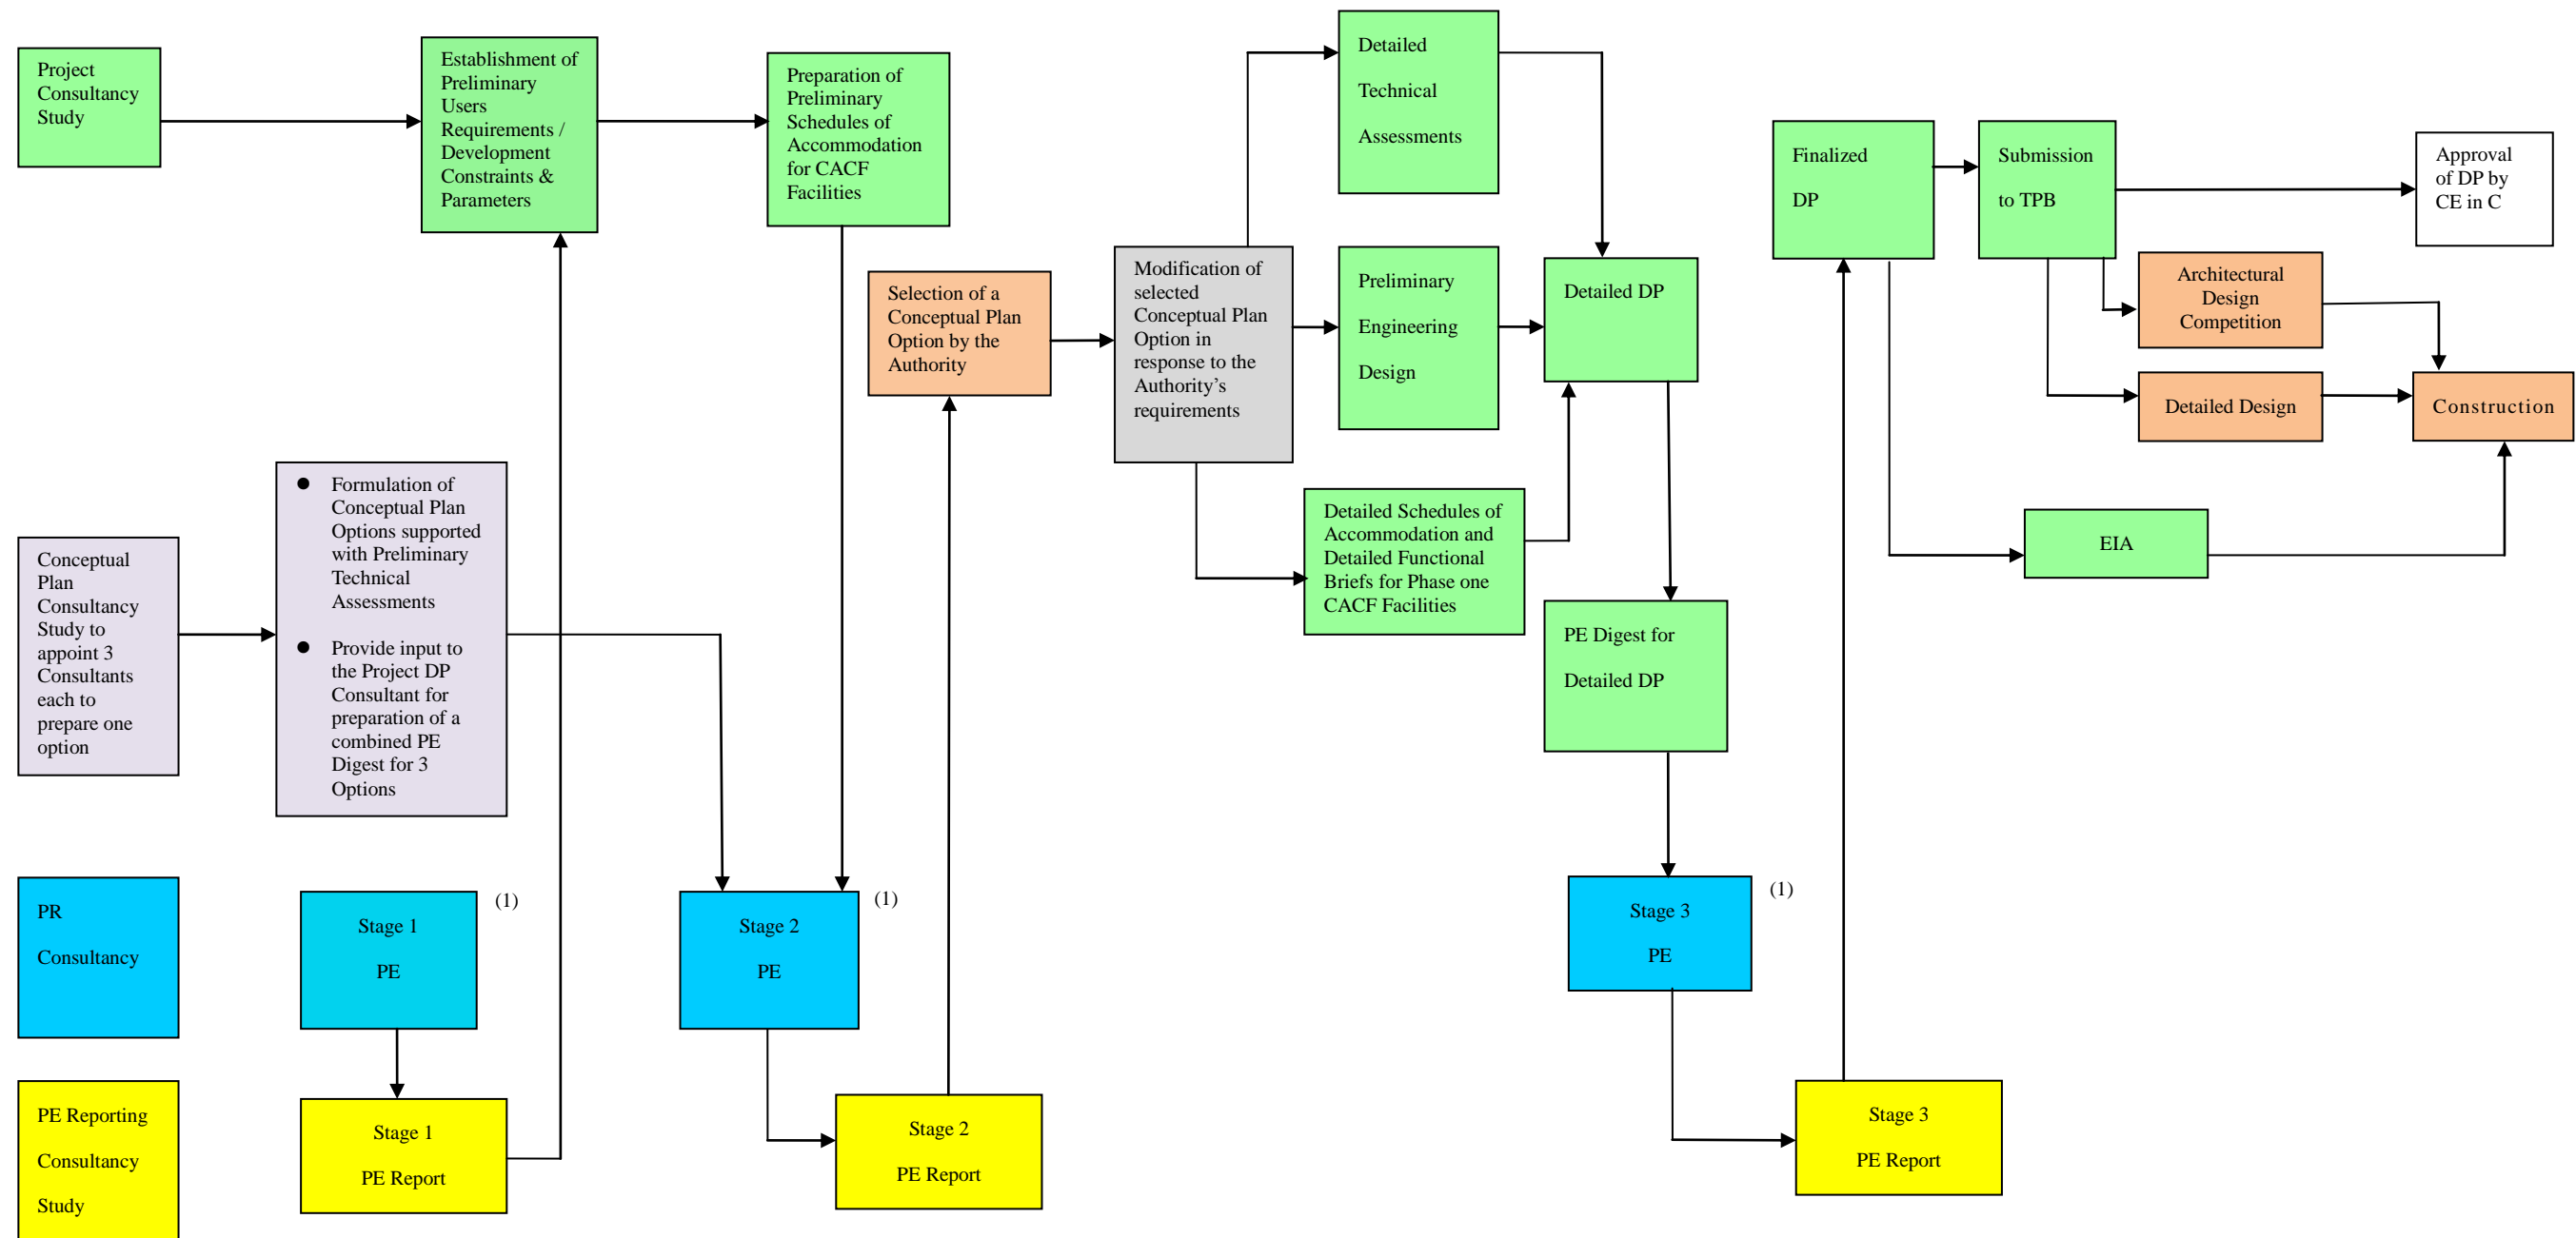 Project
Consultancy
Study
Establishment of
Preliminary
Users
Requirements /
Development
Constraints &
Parameters
Preparation of
Preliminary
Schedules of
Accommodation
for CACF
Facilities
Selection of a
Conceptual Plan
Option by the
Authority
Modification of
selected
Conceptual Plan
Option in
response to the
Authority’s
requirements
Detailed
Technical
Assessments
Preliminary
Engineering
Design
Detailed Schedules of
Accommodation and
Detailed Functional
Briefs for Phase one
CACF Facilities
Detailed DP
PE Digest for
Detailed DP
Finalized
DP
Submission
to TPB
Approval
of DP by
CE in C
Architectural
Design
Competition
Detailed Design
Construction
EIA
Conceptual
Plan
Consultancy
Study to
appoint 3
Consultants
each to
prepare one
option
● Formulation of
Conceptual Plan
Options supported
with Preliminary
Technical
Assessments
● Provide input to
the Project DP
Consultant for
preparation of a
combined PE
Digest for 3
Options
PR
Consultancy
Stage 1
PE
(1)
Stage 2
PE
(1)
Stage 3
PE
(1)
PE Reporting
Consultancy
Study
Stage 1
PE Report
Stage 2
PE Report
Stage 3
PE Report